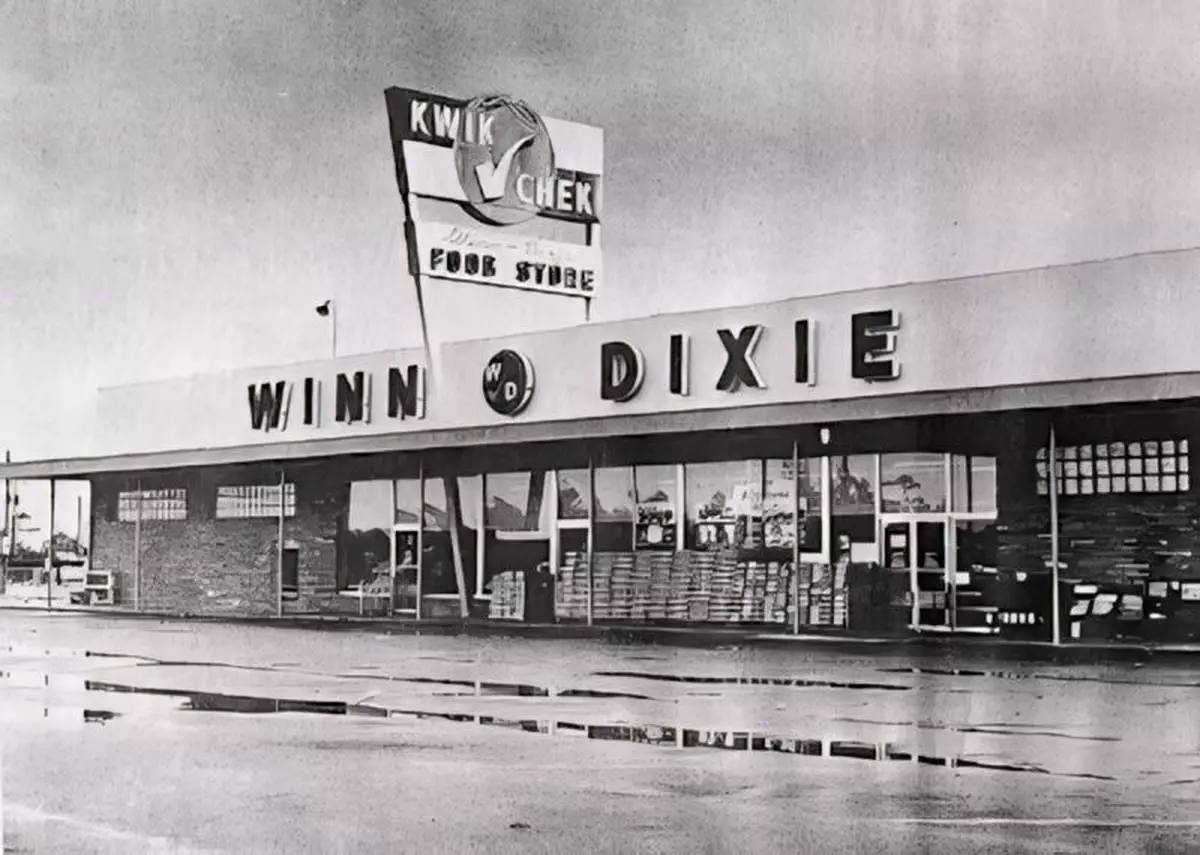 KWIK
CHEK
FOOD STORE
WINN WD DIXIE